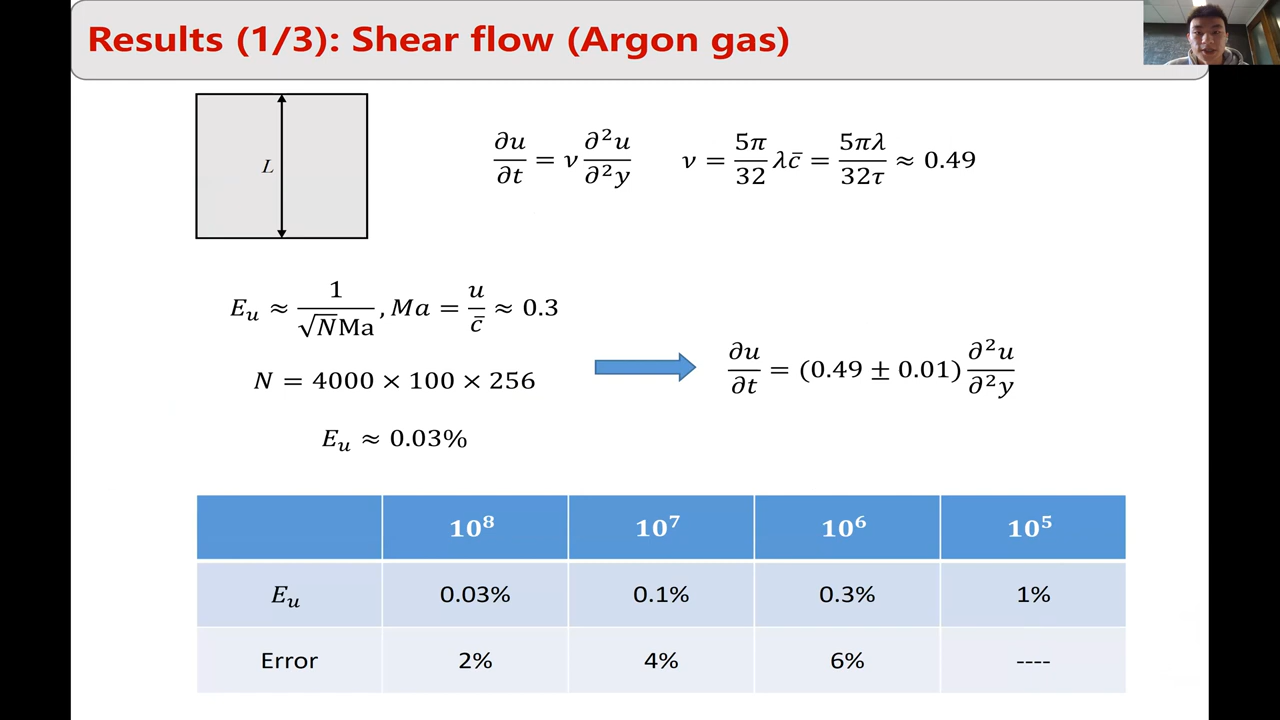 Results (1/3): Shear flow (Argon gas)
L
∂u/∂t = ν ∂²u/∂²y    ν = 5π/32 λc̄ = 5πλ/32τ ≈ 0.49
E_u ≈ 1/√N Ma, Ma = u/c̄ ≈ 0.3
N = 4000 × 100 × 256
∂u/∂t = (0.49 ± 0.01) ∂²u/∂²y
E_u ≈ 0.03%
10⁸ 10⁷ 10⁶ 10⁵
E_u 0.03% 0.1% 0.3% 1%
Error 2% 4% 6% ----